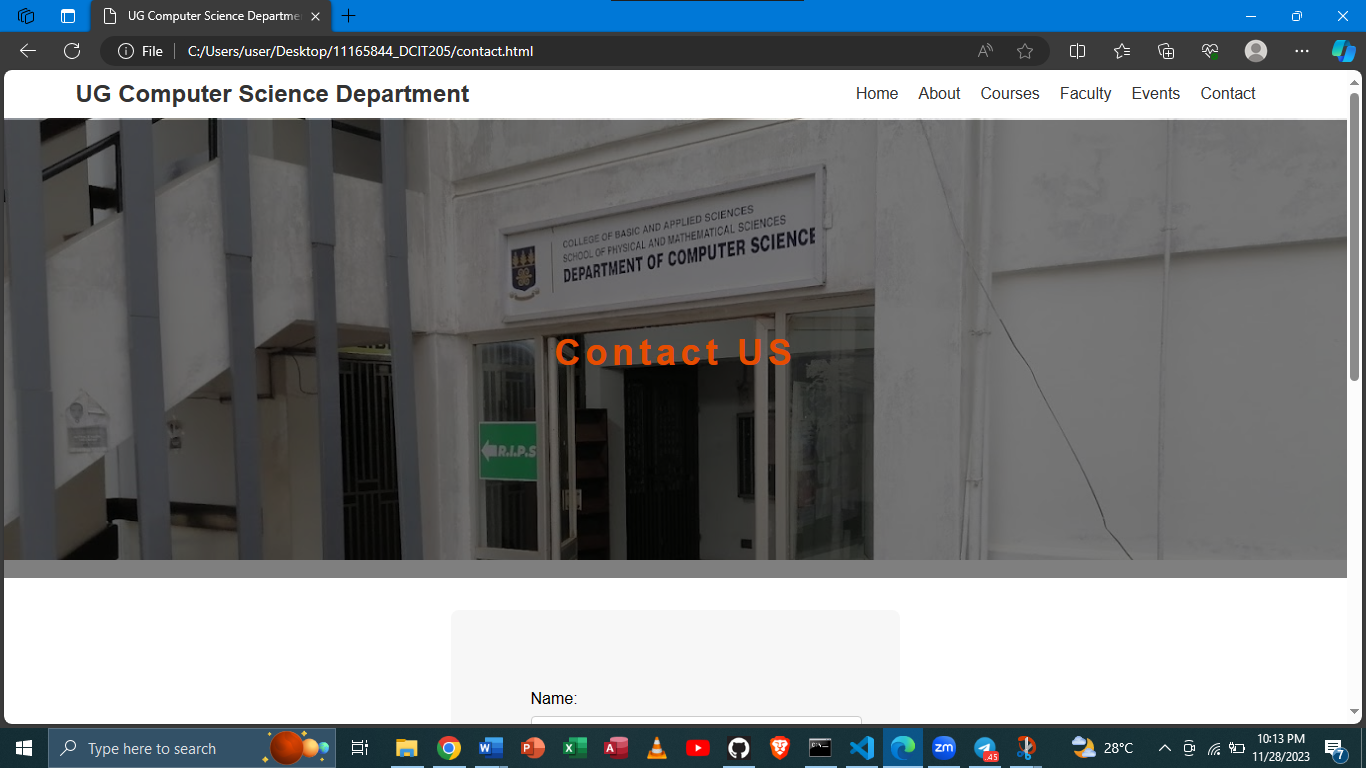 UG Computer Science Departme
File
C:/Users/user/Desktop/11165844_DCIT205/contact.html
UG Computer Science Department
Home
About
Courses
Faculty
Events
Contact
COLLEGE OF BASIC AND APPLIED SCIENCES
SCHOOL OF PHYSICAL AND MATHEMATICAL SCIENCES
DEPARTMENT OF COMPUTER SCIENCE
Contact US
R.I.P.S
Name:
Type here to search
zm
.45
28°C
10:13 PM
11/28/2023
7